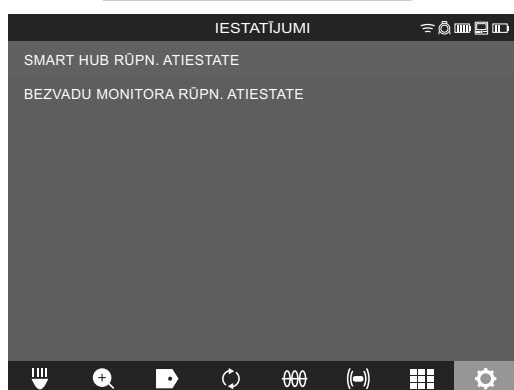 IESTATĪJUMI
SMART HUB RŪPN. ATIESTATE
BEZVADU MONITORA RŪPN. ATIESTATE